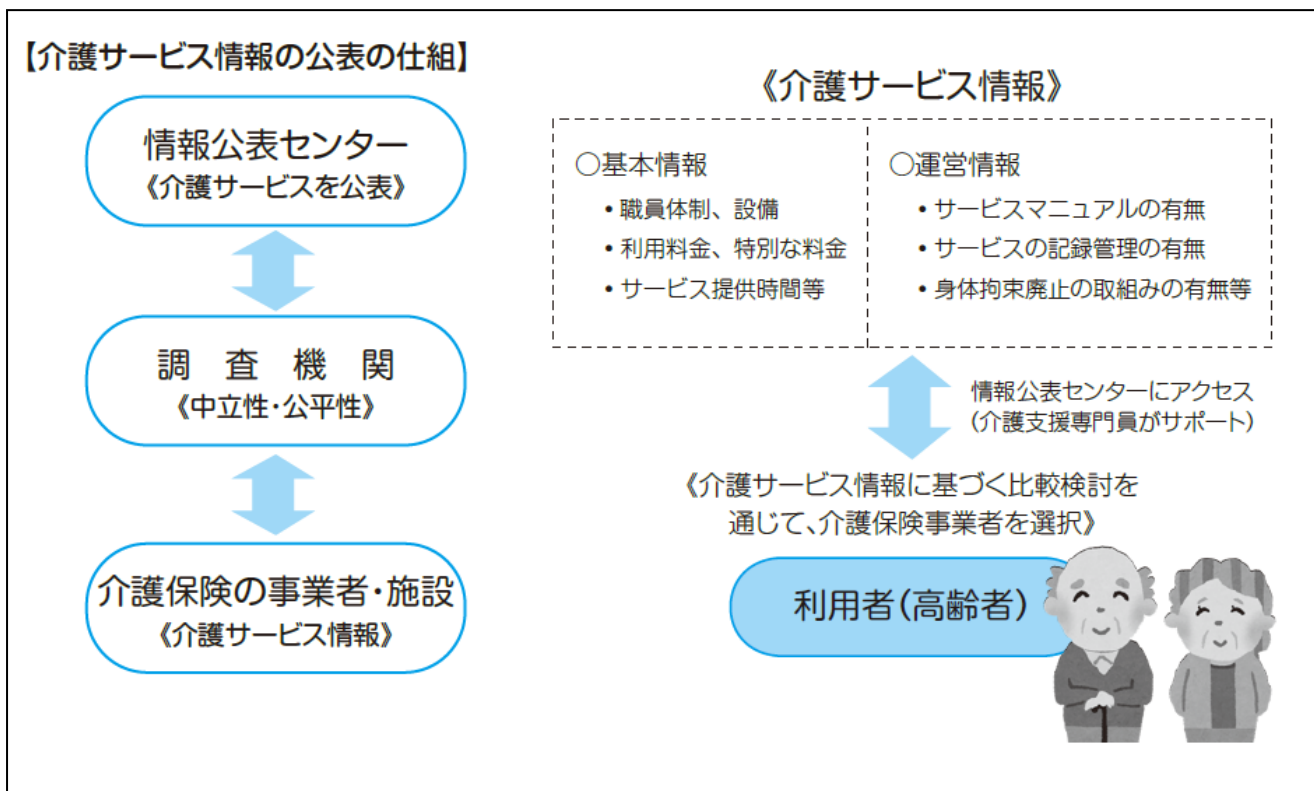 【介護サービス情報の公表の仕組】
情報公表センター
《介護サービスを公表》
調　査　機　関
《中立性・公平性》
介護保険の事業者・施設
《介護サービス情報》
《介護サービス情報》
○基本情報
・職員体制、設備
・利用料金、特別な料金
・サービス提供時間等
○運営情報
・サービスマニュアルの有無
・サービスの記録管理の有無
・身体拘束廃止の取組みの有無等
情報公表センターにアクセス
（介護支援専門員がサポート）
《介護サービス情報に基づく比較検討を
通じて、介護保険事業者を選択》
利用者（高齢者）